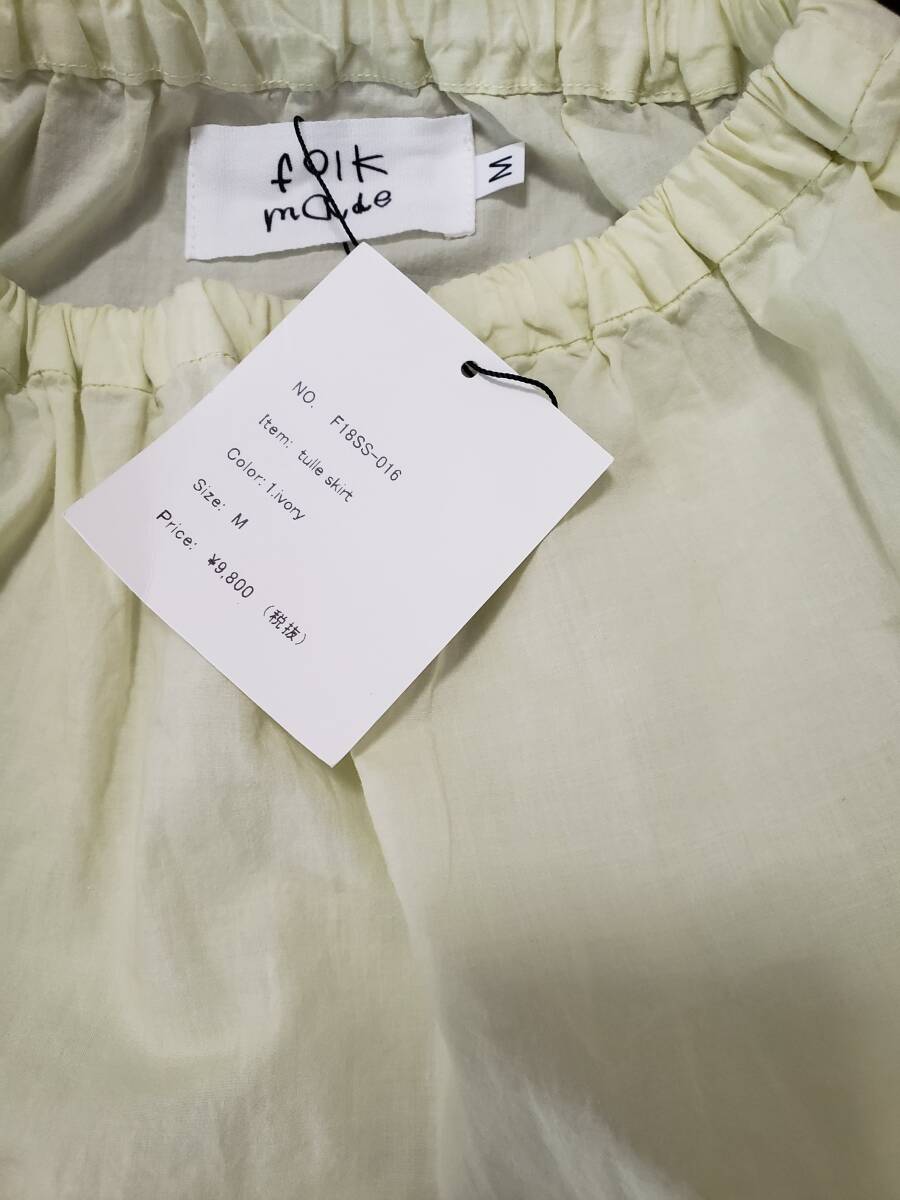 folk
made
M
NO. F18SS-016
Item: tulle skirt
Color: 1.ivory
Size: M
Price: ¥9,800 (税抜)